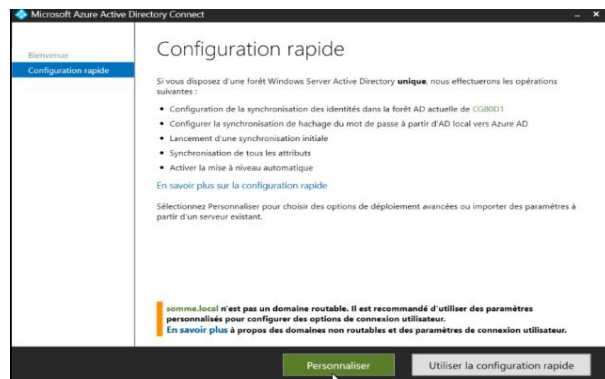 Microsoft Azure Active Directory Connect
Bienvenue
Configuration rapide
Configuration rapide
Si vous disposez d'une forêt Windows Server Active Directory unique, nous effectuerons les opérations
suivantes :
• Configuration de la synchronisation des identités dans la forêt AD actuelle de CG80D1
• Configurer la synchronisation de hachage du mot de passe à partir d'AD local vers Azure AD
• Lancement d'une synchronisation initiale
• Synchronisation de tous les attributs
• Activer la mise à niveau automatique
En savoir plus sur la configuration rapide
Sélectionnez Personnaliser pour choisir des options de déploiement avancées ou importer des paramètres à
partir d'un serveur existant.
somme.local n'est pas un domaine routable. Il est recommandé d'utiliser des paramètres
personnalisés pour configurer des options de connexion utilisateur.
En savoir plus à propos des domaines non routables et des paramètres de connexion utilisateur.
Personnaliser
Utiliser la configuration rapide